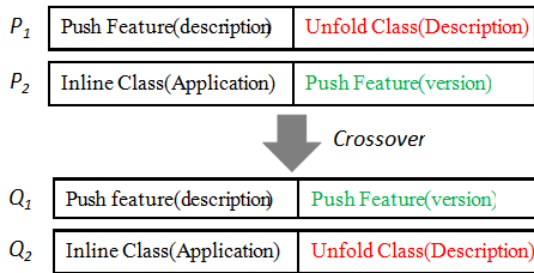 P1 Push Feature(description) Unfold Class(Description)
P2 Inline Class(Application) Push Feature(version)
Crossover
Q1 Push feature(description) Push Feature(version)
Q2 Inline Class(Application) Unfold Class(Description)